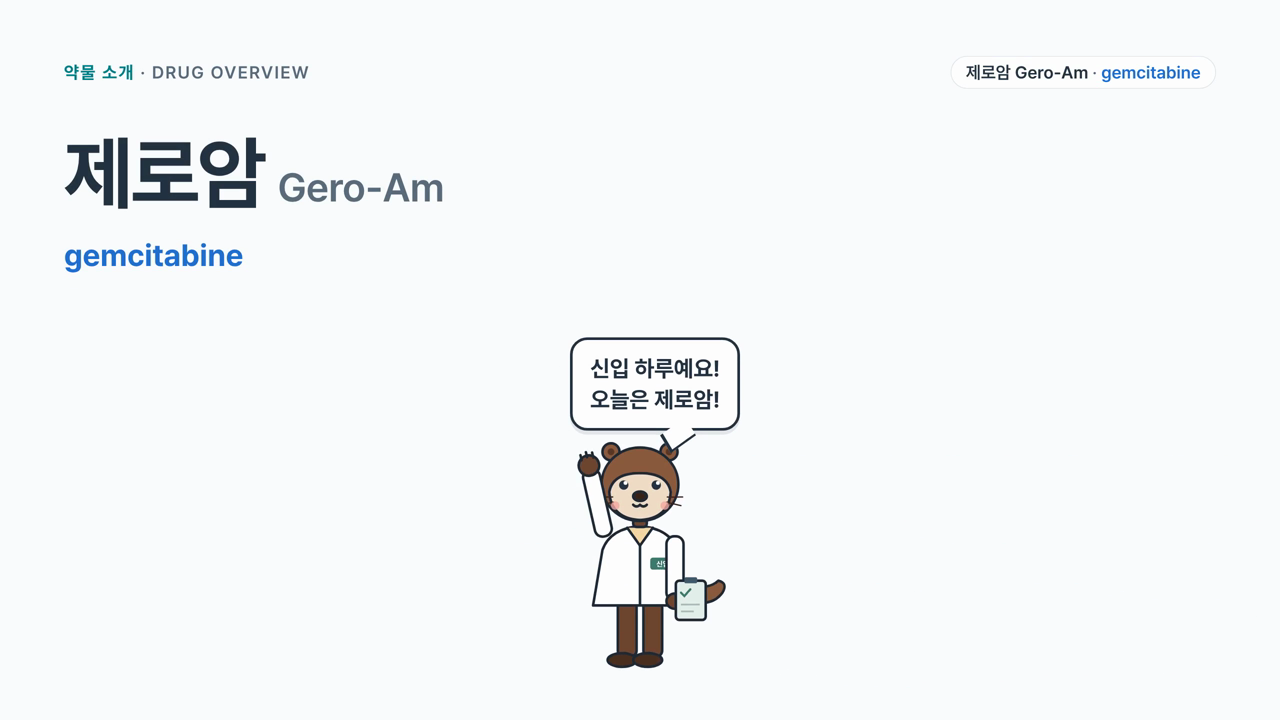 약물 소개 · DRUG OVERVIEW
제로암 Gero-Am · gemcitabine
제로암 Gero-Am
gemcitabine
신입 하루예요!
오늘은 제로암!